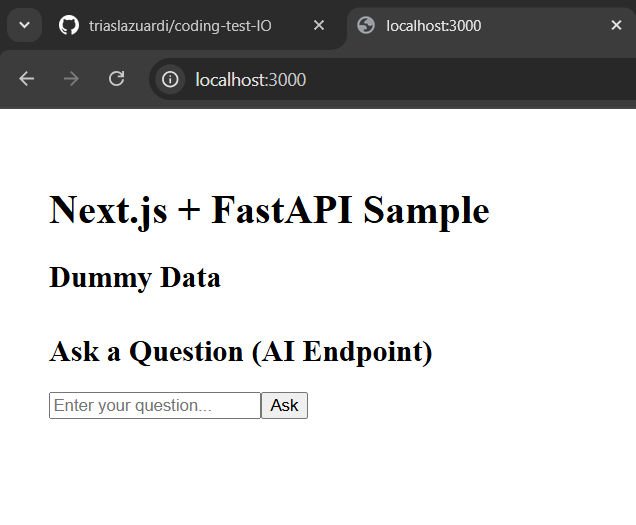 triaslazuardi/coding-test-IO
localhost:3000
localhost:3000
Next.js + FastAPI Sample
Dummy Data
Ask a Question (AI Endpoint)
Enter your question... Ask